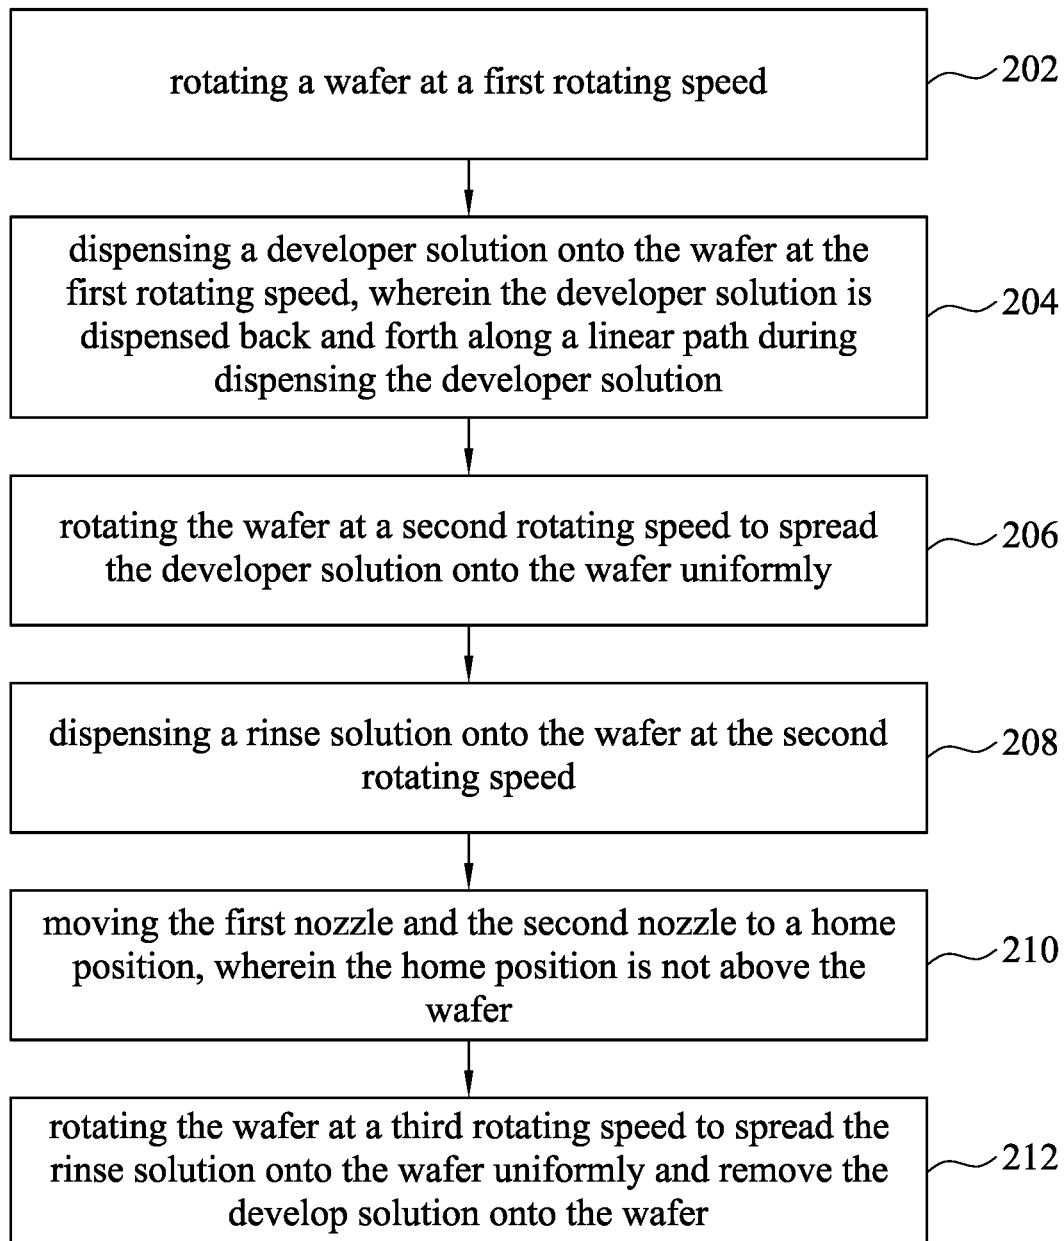 rotating a wafer at a first rotating speed
202
dispensing a developer solution onto the wafer at the
first rotating speed, wherein the developer solution is
dispensed back and forth along a linear path during
dispensing the developer solution
204
rotating the wafer at a second rotating speed to spread
the developer solution onto the wafer uniformly
206
dispensing a rinse solution onto the wafer at the second
rotating speed
208
moving the first nozzle and the second nozzle to a home
position, wherein the home position is not above the
wafer
210
rotating the wafer at a third rotating speed to spread the
rinse solution onto the wafer uniformly and remove the
develop solution onto the wafer
212